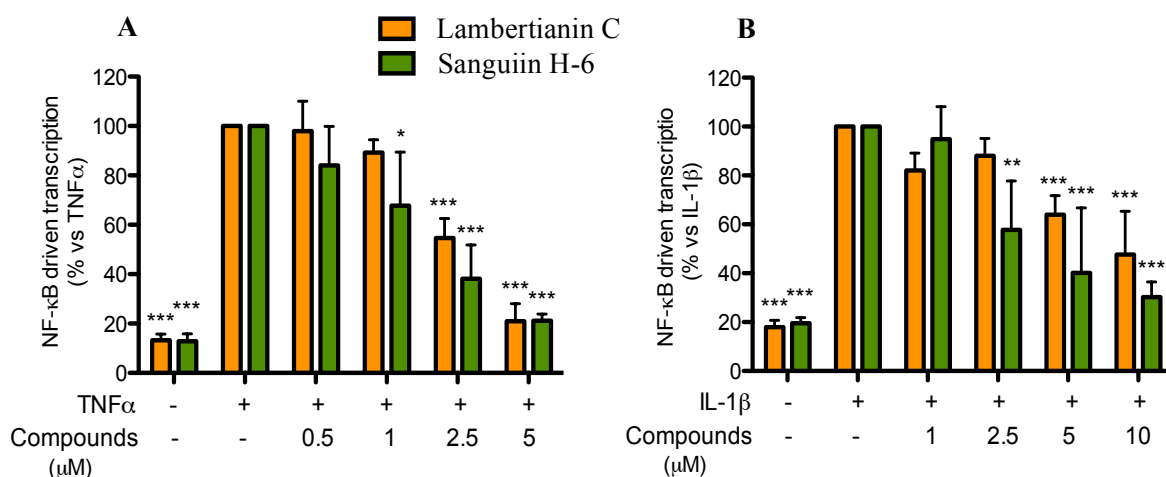 A
Lambertianin C
Sanguiin H-6
NF-κB driven transcription
(% vs TNFα)
120
100
80
60
40
20
0
*** *** * *** *** *** ***
TNFα - + + + + +
Compounds - - 0.5 1 2.5 5
(μM)
B
NF-κB driven transcriptio
(% vs IL-1β)
120
100
80
60
40
20
0
*** *** ** *** *** *** ***
IL-1β - + + + + +
Compounds - - 1 2.5 5 10
(μM)